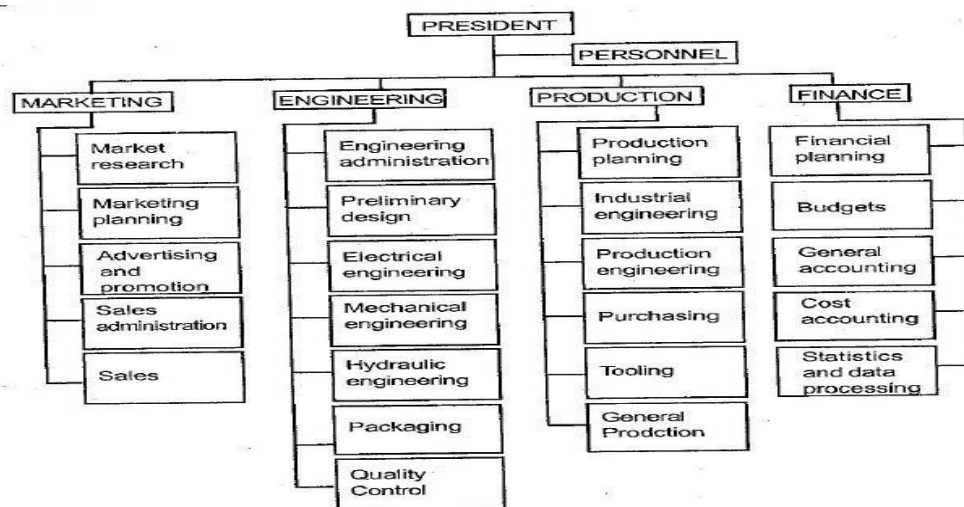 PRESIDENT
PERSONNEL
MARKETING
ENGINEERING
PRODUCTION
FINANCE
Market
research
Marketing
planning
Advertising
and
promotion
Sales
administration
Sales
Engineering
administration
Preliminary
design
Electrical
engineering
Mechanical
engineering
Hydraulic
engineering
Packaging
Quality
Control
Production
planning
Industrial
engineering
Production
engineering
Purchasing
Tooling
General
Prodction
Financial
planning
Budgets
General
accounting
Cost
accounting
Statistics
and data
processing